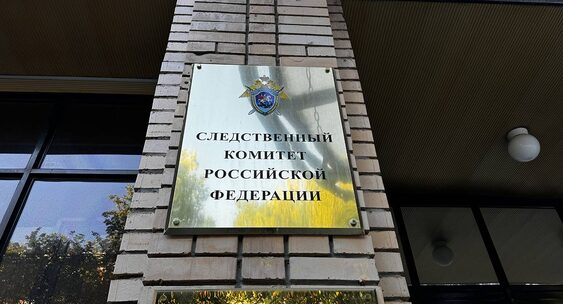 СЛЕДСТВЕННЫЙ
КОМИТЕТ
РОССИЙСКОЙ
ФЕДЕРАЦИИ